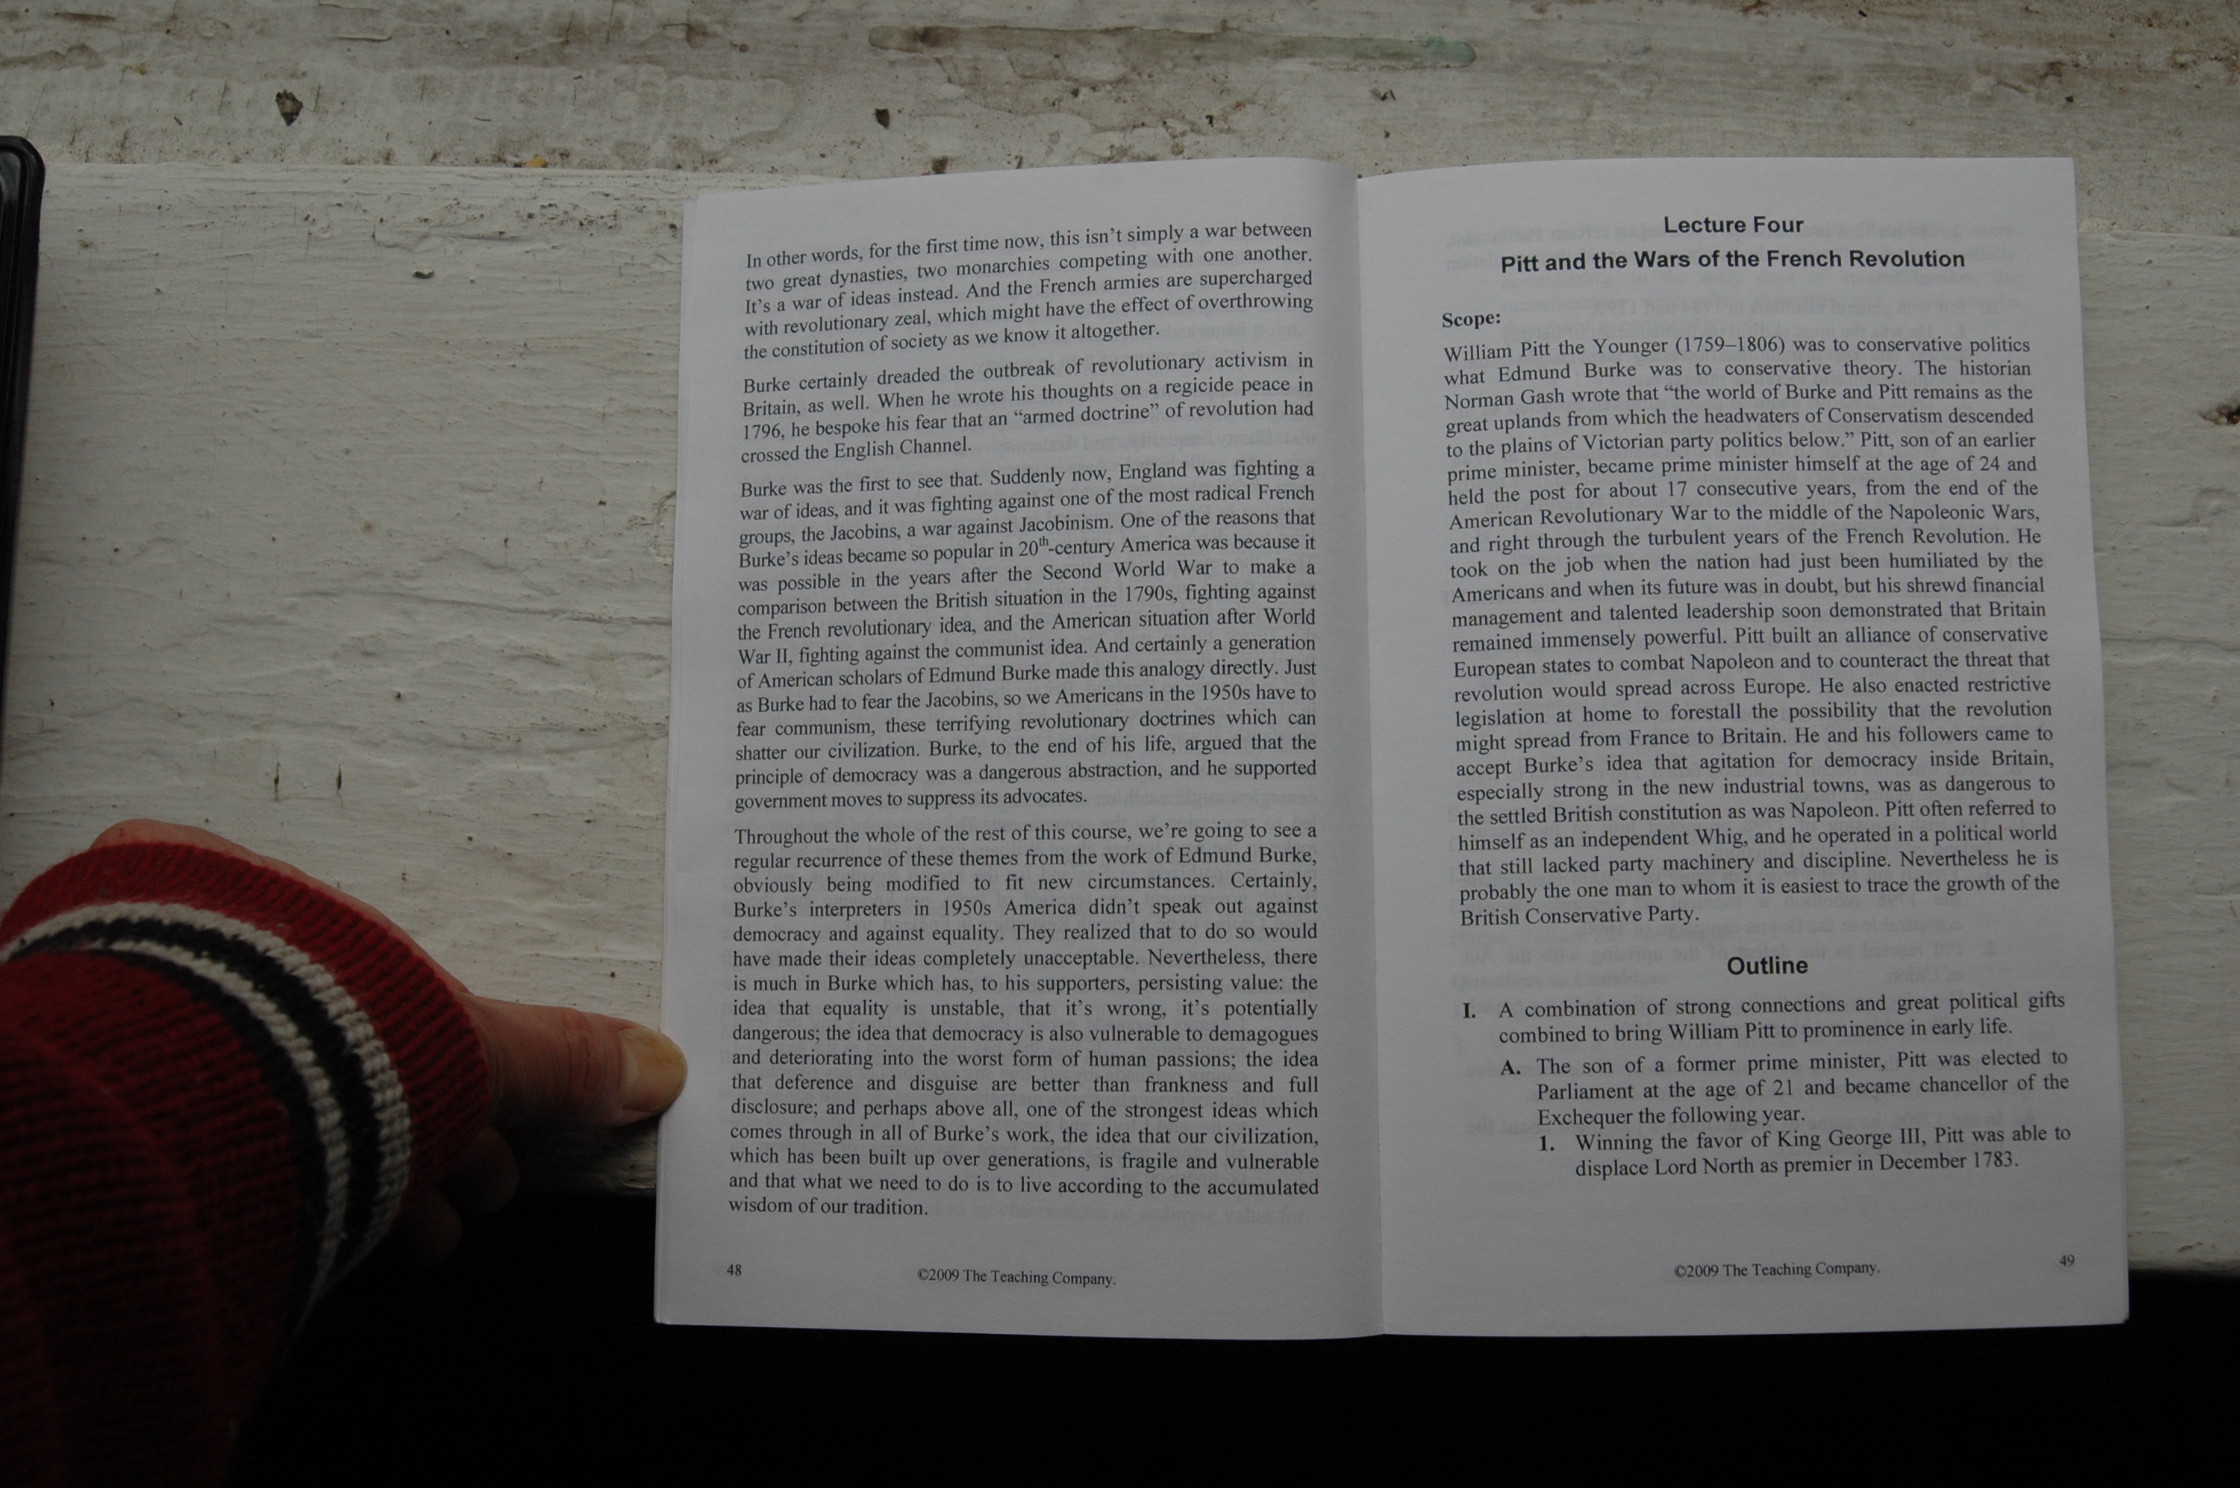 In other words, for the first time now, this isn't simply a war between
two great dynasties, two monarchies competing with one another.
It's a war of ideas instead. And the French armies are supercharged
with revolutionary zeal, which might have the effect of overthrowing
the constitution of society as we know it altogether.
Burke certainly dreaded the outbreak of revolutionary activism in
Britain, as well. When he wrote his thoughts on a regicide peace in
1796, he bespoke his fear that an “armed doctrine” of revolution had
crossed the English Channel.
Burke was the first to see that. Suddenly now, England was fighting a
war of ideas, and it was fighting against one of the most radical French
groups, the Jacobins, a war against Jacobinism. One of the reasons that
Burke's ideas became so popular in 20th-century America was because it
was possible in the years after the Second World War to make a
comparison between the British situation in the 1790s, fighting against
the French revolutionary idea, and the American situation after World
War II, fighting against the communist idea. And certainly a generation
of American scholars of Edmund Burke made this analogy directly. Just
as Burke had to fear the Jacobins, so we Americans in the 1950s have to
fear communism, these terrifying revolutionary doctrines which can
shatter our civilization. Burke, to the end of his life, argued that the
principle of democracy was a dangerous abstraction, and he supported
government moves to suppress its advocates.
Throughout the whole of the rest of this course, we're going to see a
regular recurrence of these themes from the work of Edmund Burke,
obviously being modified to fit new circumstances. Certainly,
Burke's interpreters in 1950s America didn't speak out against
democracy and against equality. They realized that to do so would
have made their ideas completely unacceptable. Nevertheless, there
is much in Burke which has, to his supporters, persisting value: the
idea that equality is unstable, that it's wrong, it's potentially
dangerous; the idea that democracy is also vulnerable to demagogues
and deteriorating into the worst form of human passions; the idea
that deference and disguise are better than frankness and full
disclosure; and perhaps above all, one of the strongest ideas which
comes through in all of Burke's work, the idea that our civilization,
which has been built up over generations, is fragile and vulnerable
and that what we need to do is to live according to the accumulated
wisdom of our tradition.
48
©2009 The Teaching Company.
Lecture Four
Pitt and the Wars of the French Revolution
Scope:
William Pitt the Younger (1759–1806) was to conservative politics
what Edmund Burke was to conservative theory. The historian
Norman Gash wrote that “the world of Burke and Pitt remains as the
great uplands from which the headwaters of Conservatism descended
to the plains of Victorian party politics below.” Pitt, son of an earlier
prime minister, became prime minister himself at the age of 24 and
held the post for about 17 consecutive years, from the end of the
American Revolutionary War to the middle of the Napoleonic Wars,
and right through the turbulent years of the French Revolution. He
took on the job when the nation had just been humiliated by the
Americans and when its future was in doubt, but his shrewd financial
management and talented leadership soon demonstrated that Britain
remained immensely powerful. Pitt built an alliance of conservative
European states to combat Napoleon and to counteract the threat that
revolution would spread across Europe. He also enacted restrictive
legislation at home to forestall the possibility that the revolution
might spread from France to Britain. He and his followers came to
accept Burke's idea that agitation for democracy inside Britain,
especially strong in the new industrial towns, was as dangerous to
the settled British constitution as was Napoleon. Pitt often referred to
himself as an independent Whig, and he operated in a political world
that still lacked party machinery and discipline. Nevertheless he is
probably the one man to whom it is easiest to trace the growth of the
British Conservative Party.
Outline
I. A combination of strong connections and great political gifts
combined to bring William Pitt to prominence in early life.
A. The son of a former prime minister, Pitt was elected to
Parliament at the age of 21 and became chancellor of the
Exchequer the following year.
1. Winning the favor of King George III, Pitt was able to
displace Lord North as premier in December 1783.
©2009 The Teaching Company.
49